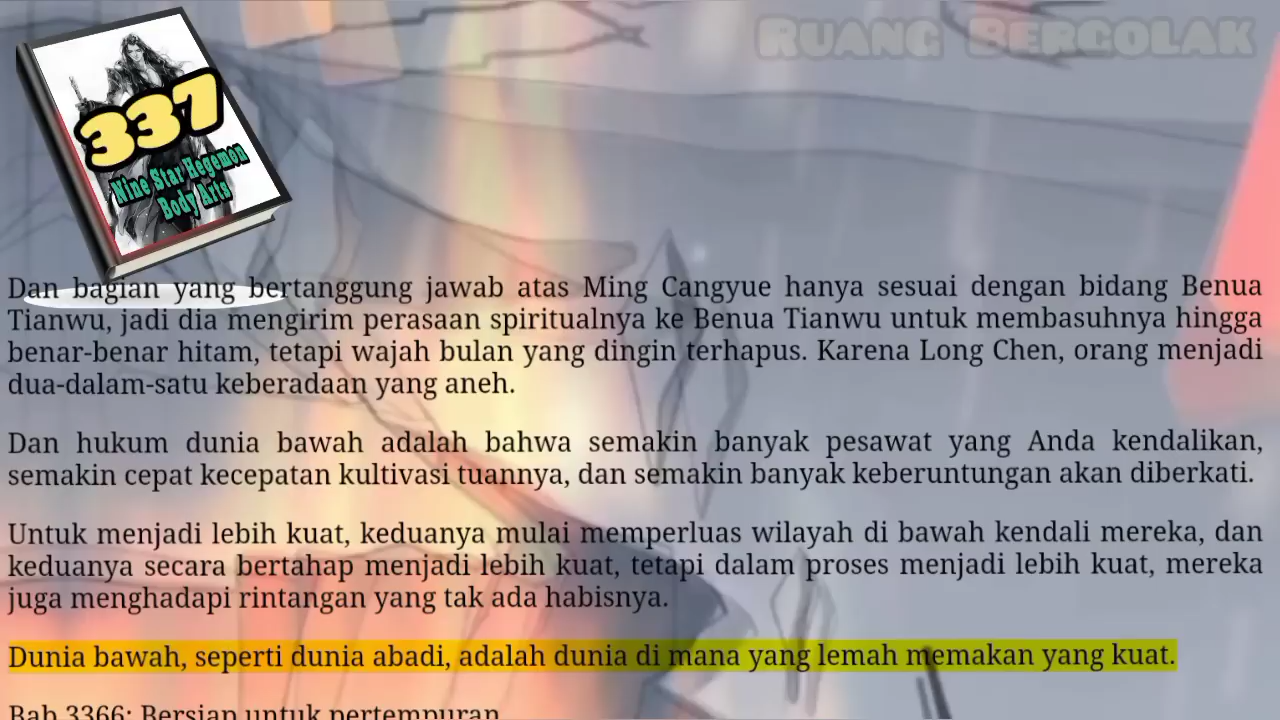 RUANG BERGOLAK
337
Nine Star Hegemon
Body Arts
Dan bagian yang bertanggung jawab atas Ming Cangyue hanya sesuai dengan bidang Benua
Tianwu, jadi dia mengirim perasaan spiritualnya ke Benua Tianwu untuk membasuhnya hingga
benar-benar hitam, tetapi wajah bulan yang dingin terhapus. Karena Long Chen, orang menjadi
dua-dalam-satu keberadaan yang aneh.
Dan hukum dunia bawah adalah bahwa semakin banyak pesawat yang Anda kendalikan,
semakin cepat kecepatan kultivasi tuannya, dan semakin banyak keberuntungan akan diberkati.
Untuk menjadi lebih kuat, keduanya mulai memperluas wilayah di bawah kendali mereka, dan
keduanya secara bertahap menjadi lebih kuat, tetapi dalam proses menjadi lebih kuat, mereka
juga menghadapi rintangan yang tak ada habisnya.
Dunia bawah, seperti dunia abadi, adalah dunia di mana yang lemah memakan yang kuat.
Bab 3366: Bersiap untuk pertempuran